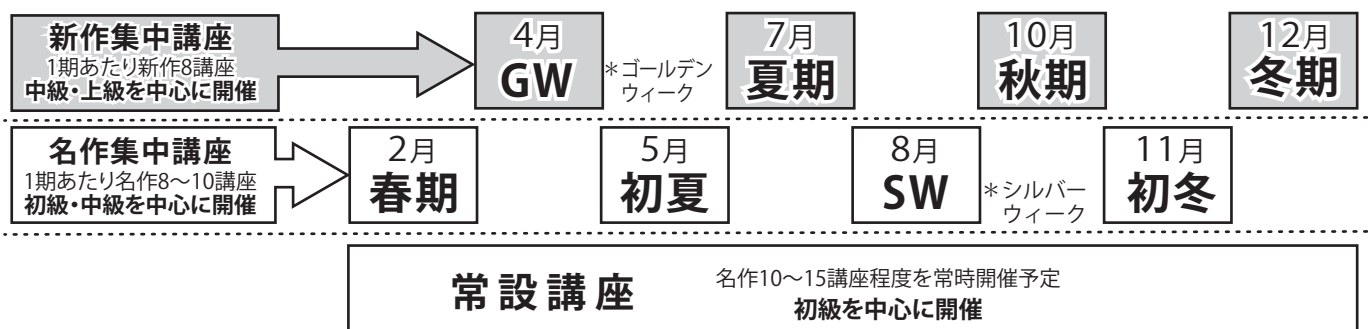 新作集中講座
1期あたり新作8講座
中級・上級を中心に開催
4月
GW
＊ゴールデン
ウィーク
7月
夏期
10月
秋期
12月
冬期
名作集中講座
1期あたり名作8〜10講座
初級・中級を中心に開催
2月
春期
5月
初夏
8月
SW
＊シルバー
ウィーク
11月
初冬
常設講座
名作10〜15講座程度を常時開催予定
初級を中心に開催